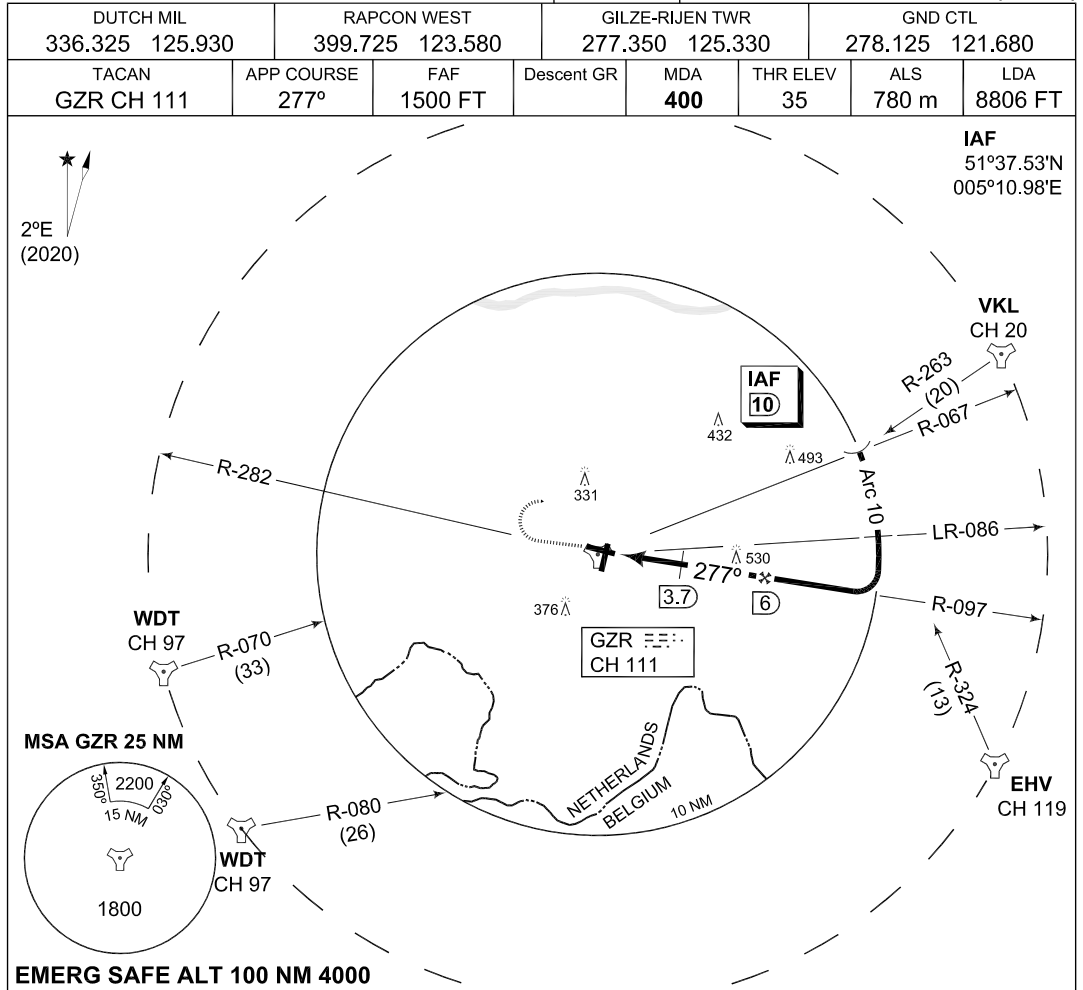 DUTCH MIL
336.325 125.930
RAPCON WEST
399.725 123.580
GILZE-RIJEN TWR
277.350 125.330
GND CTL
278.125 121.680
TACAN
GZR CH 111
APP COURSE
277º
FAF
1500 FT
Descent GR
MDA
400
THR ELEV
35
ALS
780 m
LDA
8806 FT
IAF
51º37.53'N
005º10.98'E
2ºE
(2020)
VKL
CH 20
R-263
(20)
R-067
IAF
10
432
493
331
R-282
Arc 10
LR-086
530
277º
3.7
6
R-097
376
GZR
CH 111
WDT
CH 97
R-070
(33)
R-324
(13)
EHV
CH 119
MSA GZR 25 NM
350º
2200
030º
15 NM
1800
NETHERLANDS
BELGIUM
10 NM
R-080
(26)
WDT
CH 97
EMERG SAFE ALT 100 NM 4000